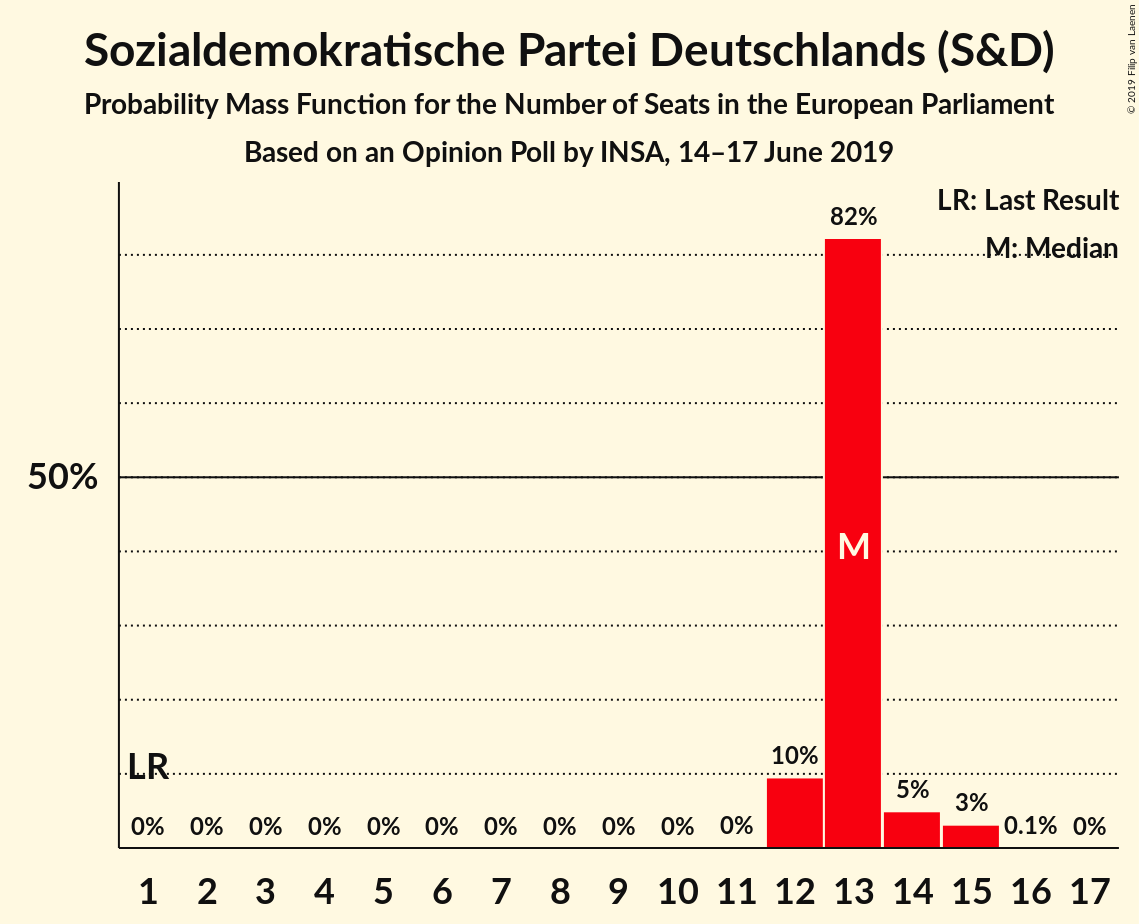 Sozialdemokratische Partei Deutschlands (S&D)
Probability Mass Function for the Number of Seats in the European Parliament
Based on an Opinion Poll by INSA, 14–17 June 2019
© 2019 Filip van Laenen
LR: Last Result
M: Median
82%
50%
M
LR
10%
5%
3%
0% 0% 0% 0% 0% 0% 0% 0% 0% 0% 0% 0.1% 0%
1 2 3 4 5 6 7 8 9 10 11 12 13 14 15 16 17